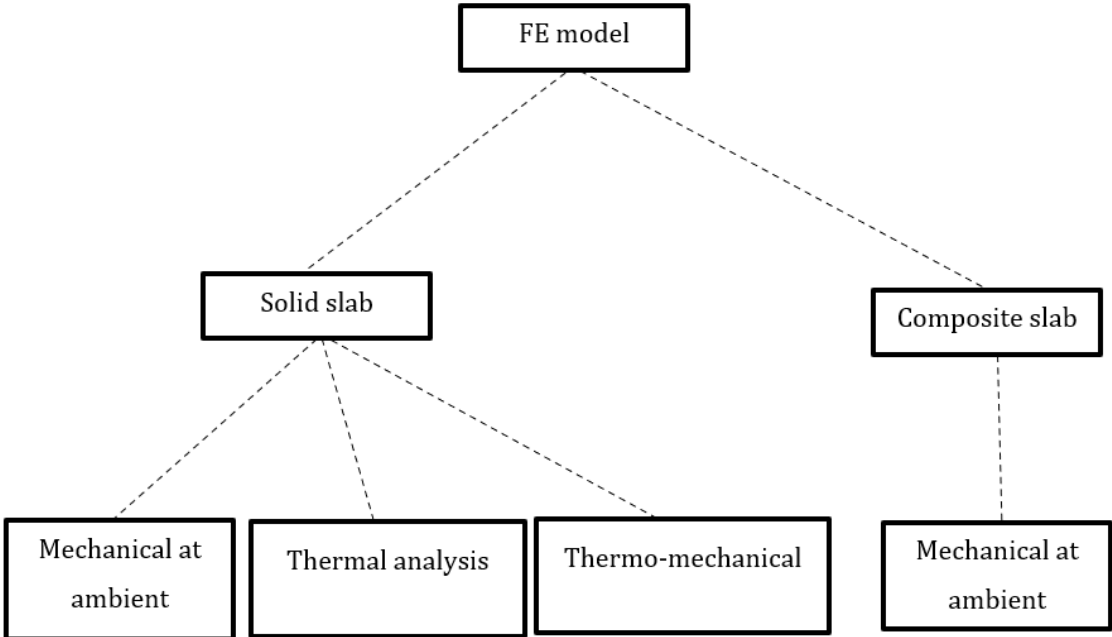 FE model
Solid slab
Composite slab
Mechanical at
ambient
Thermal analysis
Thermo-mechanical
Mechanical at
ambient